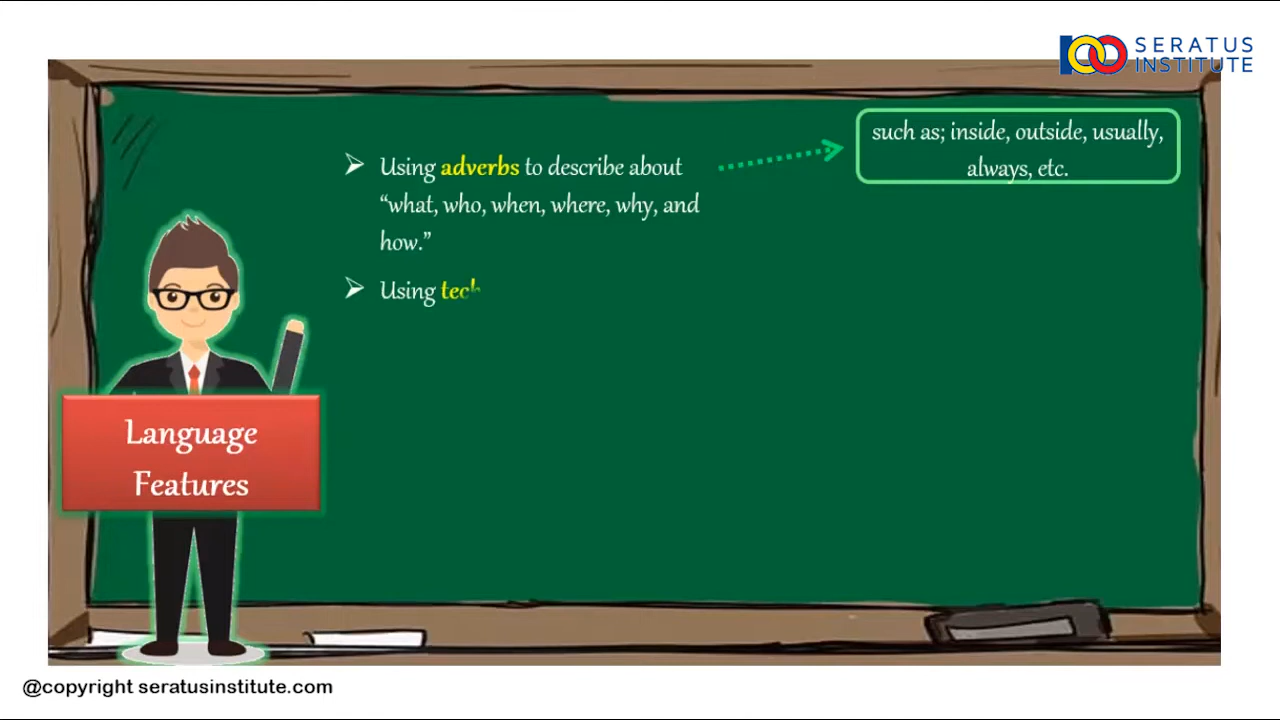 SERATUS
INSTITUTE
such as; inside, outside, usually,
always, etc.
➢ Using adverbs to describe about
“what, who, when, where, why, and
how.”
➢ Using
Language
Features
@copyright seratusinstitute.com